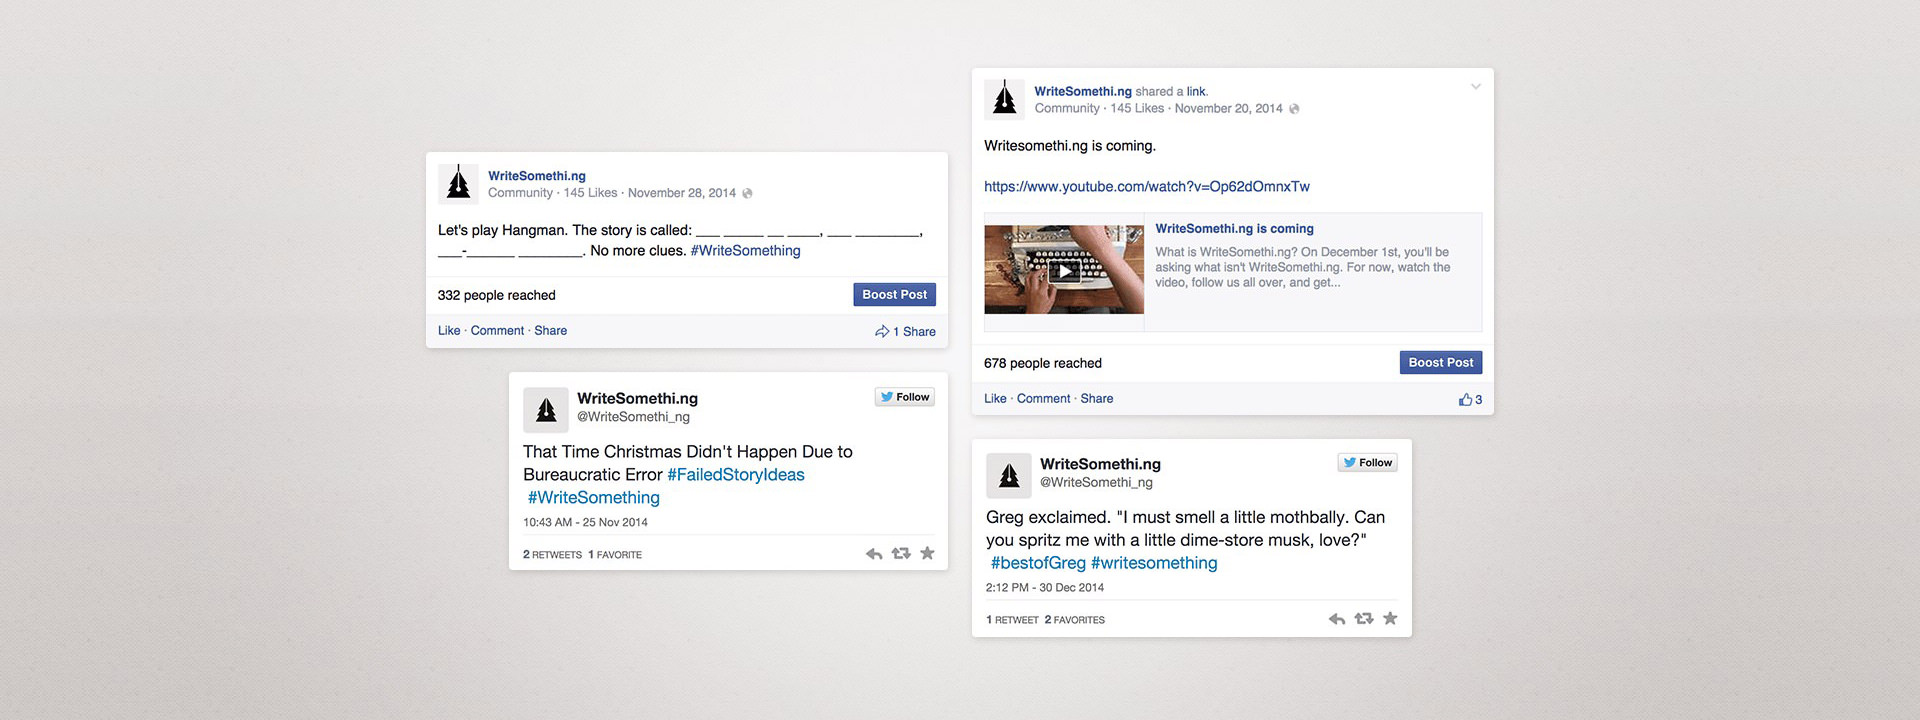 WriteSomethi.ng
Community · 145 Likes · November 28, 2014
Let's play Hangman. The story is called: ___ _____ __ ____, ___ ________,
___-______ ________. No more clues. #WriteSomething
332 people reached
Boost Post
Like · Comment · Share
1 Share
WriteSomethi.ng
@WriteSomethi_ng
Follow
That Time Christmas Didn't Happen Due to
Bureaucratic Error #FailedStoryIdeas
#WriteSomething
10:43 AM - 25 Nov 2014
2 RETWEETS 1 FAVORITE
WriteSomethi.ng shared a link.
Community · 145 Likes · November 20, 2014
Writesomethi.ng is coming.
https://www.youtube.com/watch?v=Op62dOmnxTw
WriteSomethi.ng is coming
What is WriteSomethi.ng? On December 1st, you'll be
asking what isn't WriteSomethi.ng. For now, watch the
video, follow us all over, and get...
678 people reached
Boost Post
Like · Comment · Share
3
WriteSomethi.ng
@WriteSomethi_ng
Follow
Greg exclaimed. "I must smell a little mothbally. Can
you spritz me with a little dime-store musk, love?"
#bestofGreg #writesomething
2:12 PM - 30 Dec 2014
1 RETWEET 2 FAVORITES